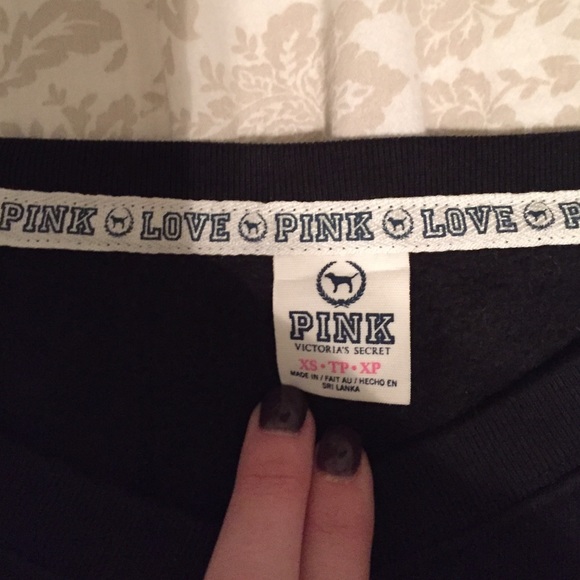 PINK LOVE PINK LOVE P
PINK
VICTORIA'S SECRET
XS • TP • XP
MADE IN / FAIT AU / HECHO EN
SRI LANKA